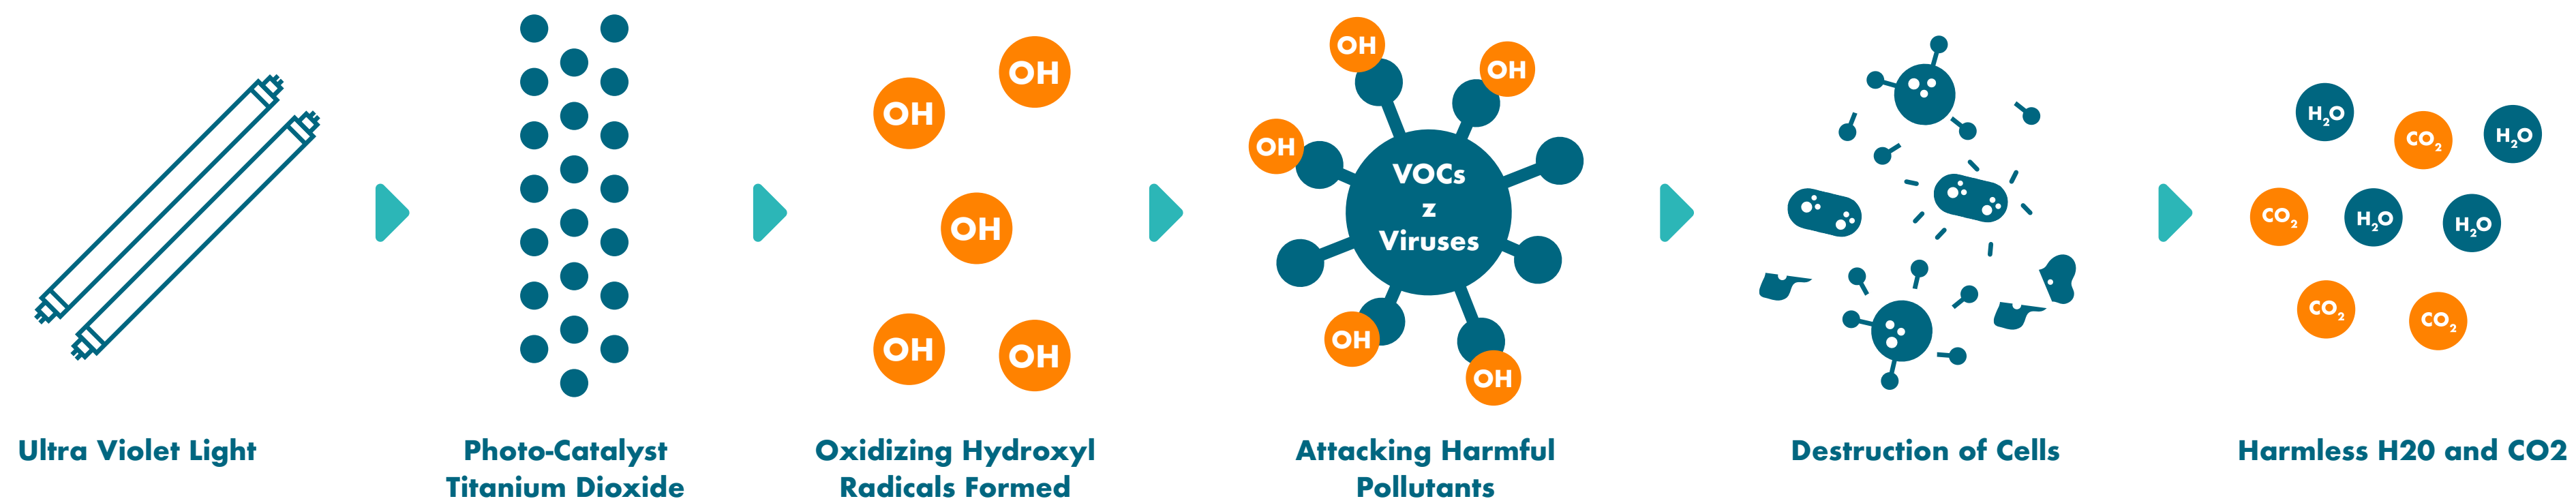 OH
OH
OH
OH
OH
OH
OH
OH
VOCs
z
Viruses
OH
OH
H2O
CO2
H2O
CO2
H2O
H2O
CO2
CO2
Ultra Violet Light
Photo-Catalyst
Titanium Dioxide
Oxidizing Hydroxyl
Radicals Formed
Attacking Harmful
Pollutants
Destruction of Cells
Harmless H20 and CO2